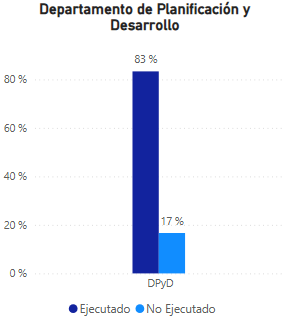 Departamento de Planificación y
Desarrollo
83 %
80 %
60 %
40 %
17 %
20 %
0 %
DPyD
Ejecutado No Ejecutado